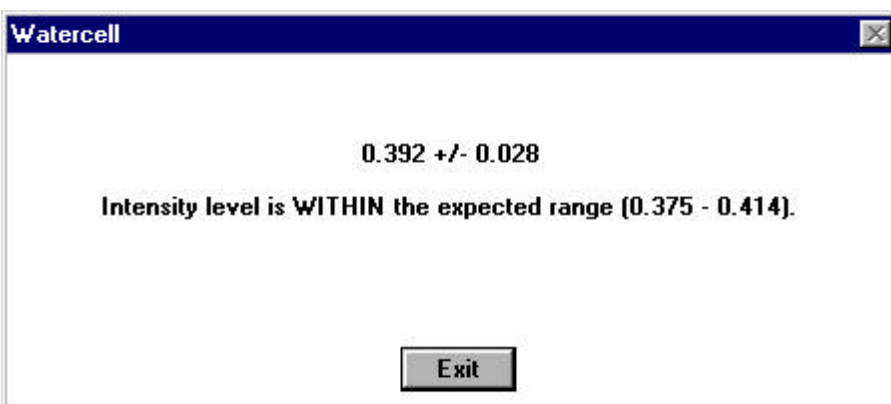 Watercell
0.392 +/- 0.028
Intensity level is WITHIN the expected range (0.375 - 0.414).
Exit